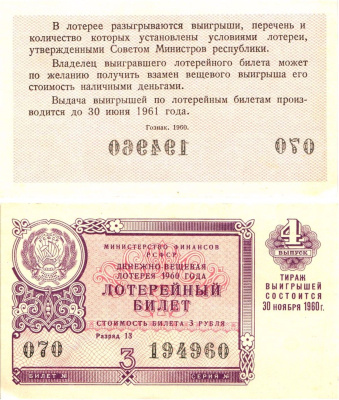 В лотерее разыгрываются выигрыши, перечень и
количество которых установлены условиями лотереи,
утвержденными Советом Министров республики.
Владелец выигравшего лотерейного билета может
по желанию получить взамен вещевого выигрыша его
стоимость наличными деньгами.
Выдача выигрышей по лотерейным билетам произ-
водится до 30 июня 1961 года.
Гознак. 1960.
194960 070
МИНИСТЕРСТВО ФИНАНСОВ
РСФСР
ДЕНЕЖНО-ВЕЩЕВАЯ
ЛОТЕРЕЯ 1960 ГОДА
ЛОТЕРЕЙНЫЙ
БИЛЕТ
СТОИМОСТЬ БИЛЕТА 3 РУБЛЯ
Разряд 13
070 3 194960
БИЛЕТ № СЕРИЯ №
4
ВЫПУСК
ТИРАЖ
ВЫИГРЫШЕЙ
СОСТОИТСЯ
30 НОЯБРЯ 1960 г.